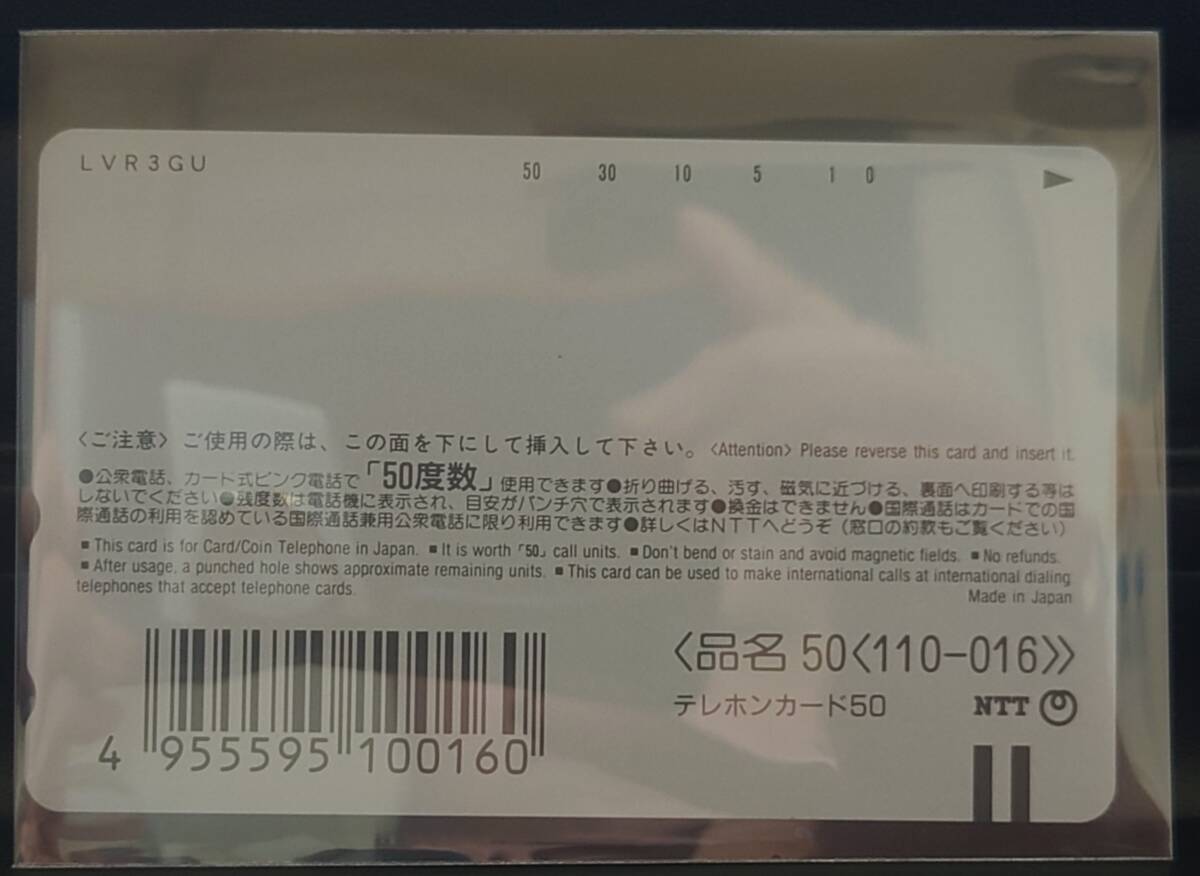 LVR3GU
50 30 10 5 1 0
〈ご注意〉ご使用の際は、この面を下にして挿入して下さい。〈Attention〉Please reverse this card and insert it.
●公衆電話、カード式ピンク電話で「50度数」使用できます●折り曲げる、汚す、磁気に近づける、裏面へ印刷する等は
しないでください●残度数は電話機に表示され、目安がパンチ穴で表示されます●換金はできません●国際通話はカードでの国
際通話の利用を認めている国際通話兼用公衆電話に限り利用できます●詳しくはNTTへどうぞ（窓口の約款もご覧ください）
■ This card is for Card/Coin Telephone in Japan. ■ It is worth「50」call units. ■ Don't bend or stain and avoid magnetic fields. ■ No refunds.
■ After usage, a punched hole shows approximate remaining units. ■ This card can be used to make international calls at international dialing
telephones that accept telephone cards.
Made in Japan
〈品名 50〈110-016〉〉
テレホンカード50
NTT
4 955595 100160